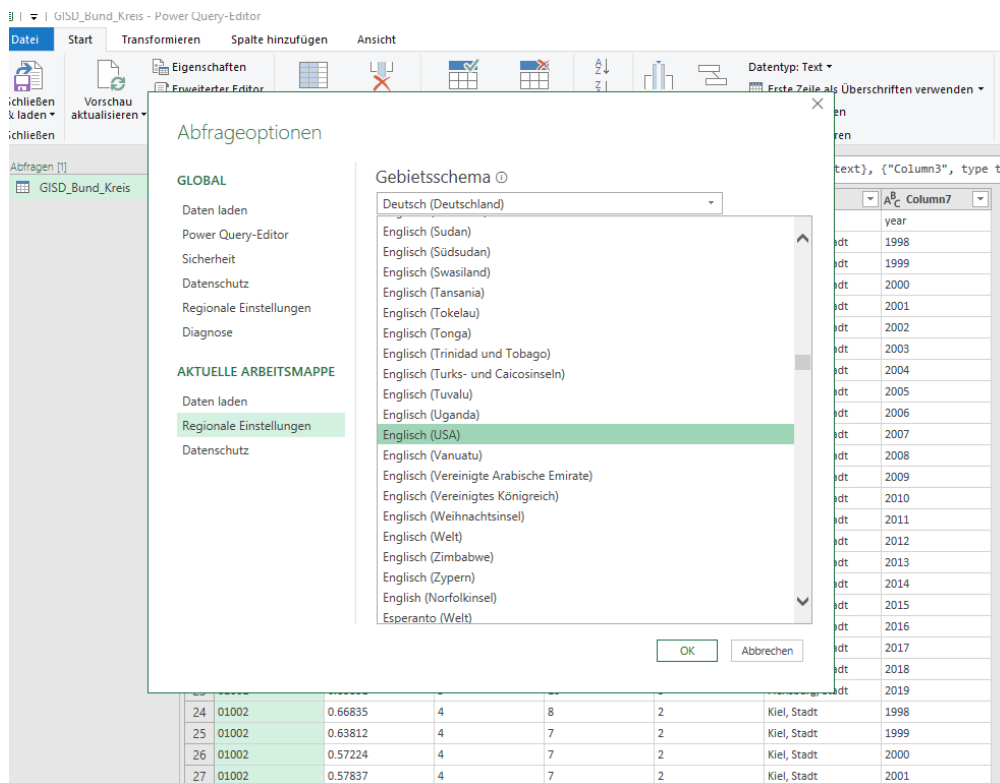 GISD_Bund_Kreis - Power Query-Editor
Datei Start Transformieren Spalte hinzufügen Ansicht
Schließen & laden
Schließen
Vorschau aktualisieren
Eigenschaften
Erweiterter Editor
Datentyp: Text
Erste Zeile als Überschriften verwenden
Abfragen [1]
GISD_Bund_Kreis
text}, {"Column3", type t
Abfrageoptionen
GLOBAL
Daten laden
Power Query-Editor
Sicherheit
Datenschutz
Regionale Einstellungen
Diagnose
AKTUELLE ARBEITSMAPPE
Daten laden
Regionale Einstellungen
Datenschutz
Gebietsschema
Deutsch (Deutschland)
Englisch (Sudan)
Englisch (Südsudan)
Englisch (Swasiland)
Englisch (Tansania)
Englisch (Tokelau)
Englisch (Tonga)
Englisch (Trinidad und Tobago)
Englisch (Turks- und Caicosinseln)
Englisch (Tuvalu)
Englisch (Uganda)
Englisch (USA)
Englisch (Vanuatu)
Englisch (Vereinigte Arabische Emirate)
Englisch (Vereinigtes Königreich)
Englisch (Weihnachtsinsel)
Englisch (Welt)
Englisch (Zimbabwe)
Englisch (Zypern)
English (Norfolkinsel)
Esperanto (Welt)
OK Abbrechen
Column7
year
1998
1999
2000
2001
2002
2003
2004
2005
2006
2007
2008
2009
2010
2011
2012
2013
2014
2015
2016
2017
2018
2019
24 01002 0.66835 4 8 2 Kiel, Stadt 1998
25 01002 0.63812 4 7 2 Kiel, Stadt 1999
26 01002 0.57224 4 7 2 Kiel, Stadt 2000
27 01002 0.57837 4 7 2 Kiel, Stadt 2001